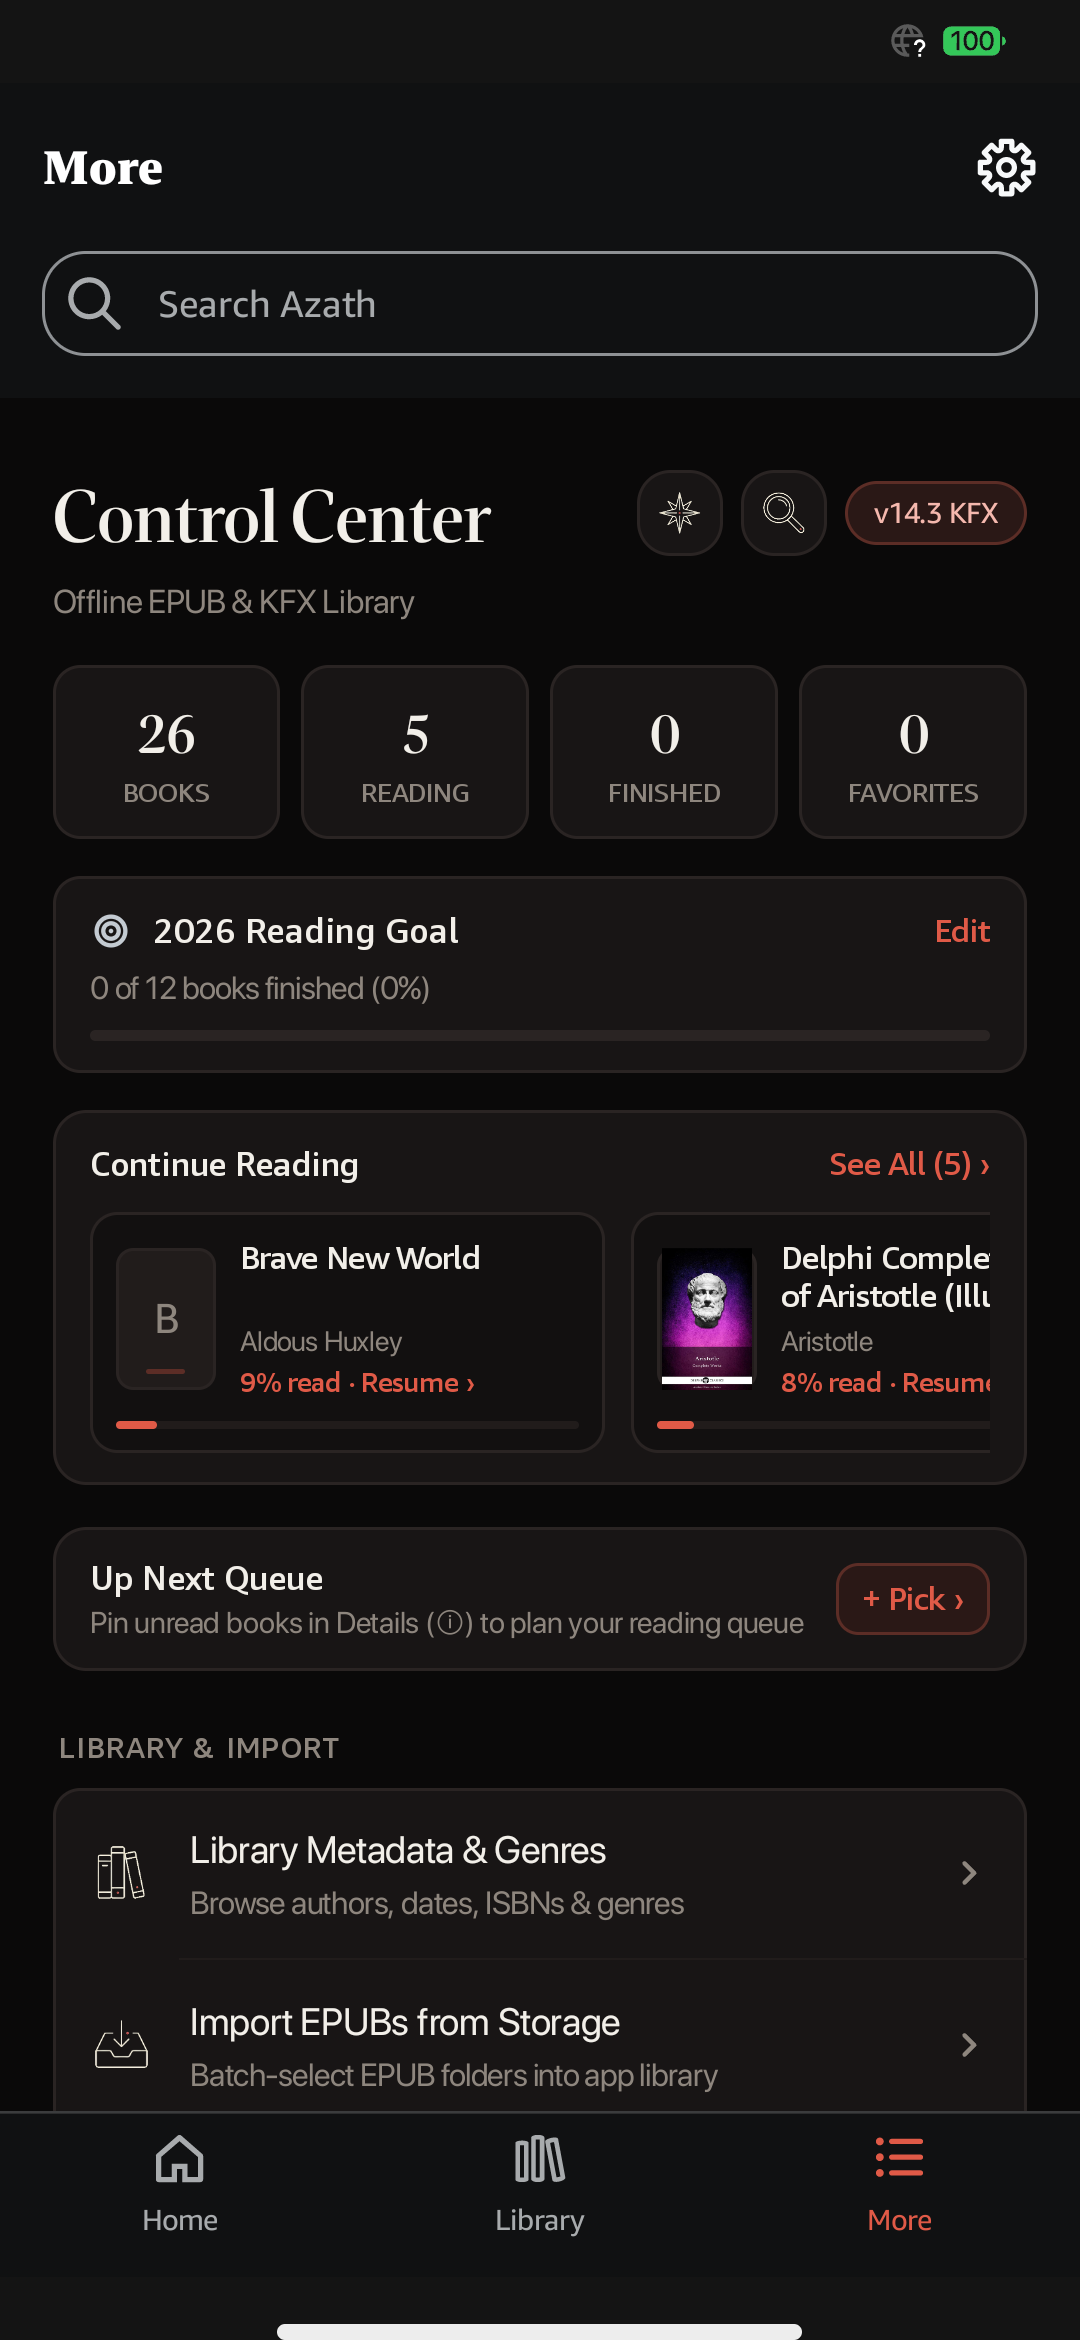 100
More
Search Azath
Control Center
v14.3 KFX
Offline EPUB & KFX Library
26
BOOKS
5
READING
0
FINISHED
0
FAVORITES
2026 Reading Goal
Edit
0 of 12 books finished (0%)
Continue Reading
See All (5) ›
B
Brave New World
Aldous Huxley
9% read · Resume ›
Aristotle
Delphi Comple
of Aristotle (Illu
Aristotle
8% read · Resume
Up Next Queue
Pin unread books in Details (ⓘ) to plan your reading queue
+ Pick ›
LIBRARY & IMPORT
Library Metadata & Genres
Browse authors, dates, ISBNs & genres
Import EPUBs from Storage
Batch-select EPUB folders into app library
Home
Library
More